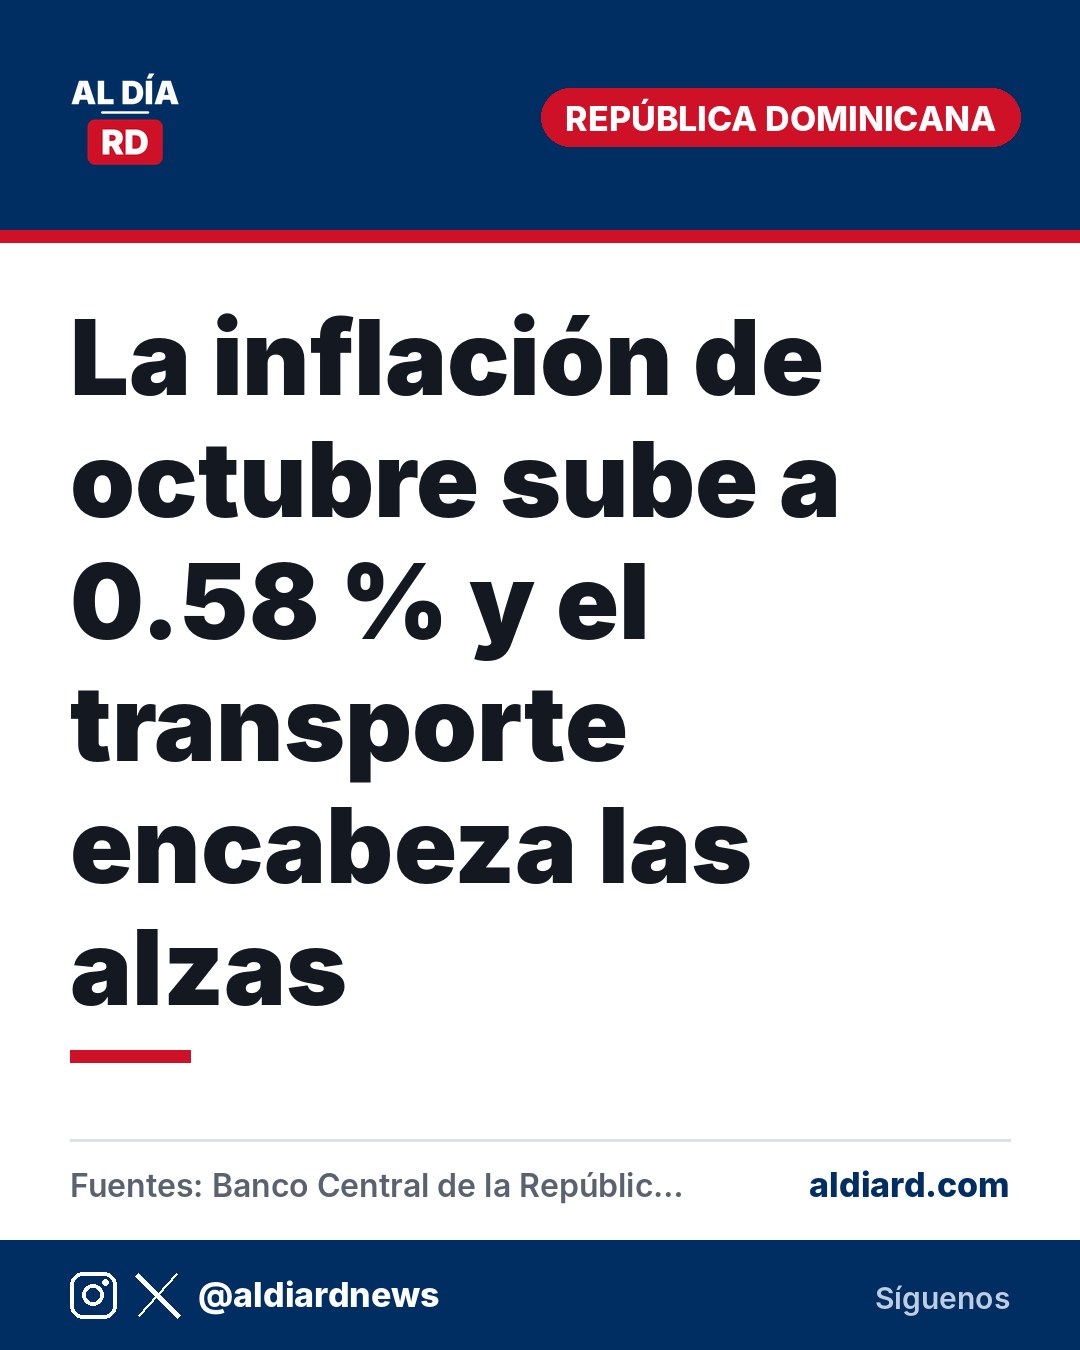 AL DÍA
RD
REPÚBLICA DOMINICANA
La inflación de
octubre sube a
0.58 % y el
transporte
encabeza las
alzas
Fuentes: Banco Central de la Repúblic...
aldiard.com
@aldiardnews
Síguenos